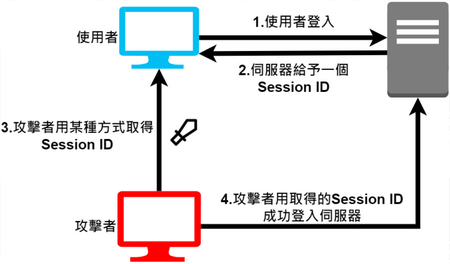 使用者
1.使用者登入
2.伺服器給予一個
Session ID
3.攻擊者用某種方式取得
Session ID
攻擊者
4.攻擊者用取得的Session ID
成功登入伺服器